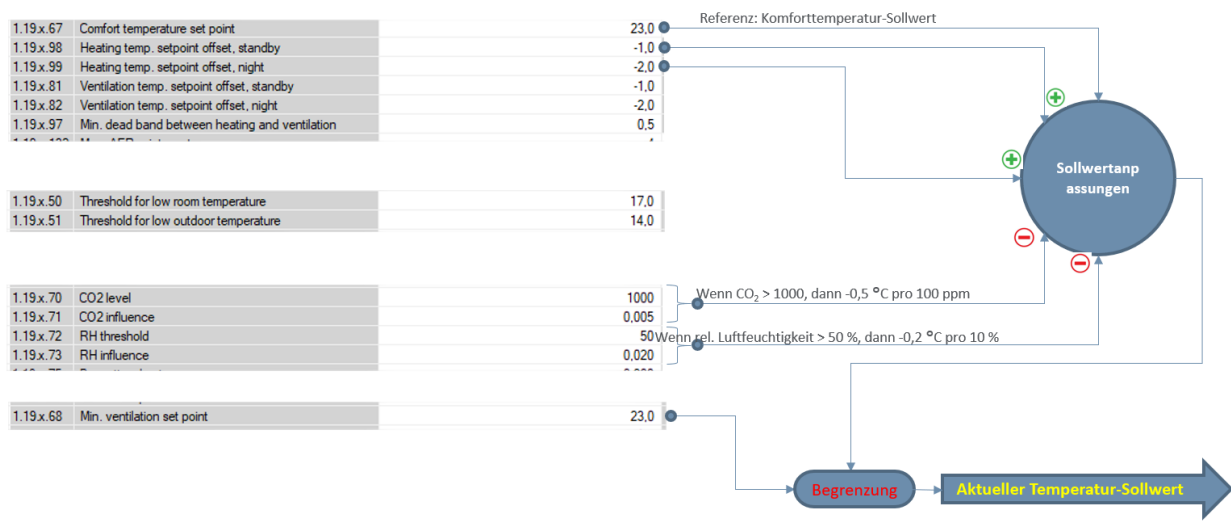 Referenz: Komforttemperatur-Sollwert
1.19.x.67 Comfort temperature set point 23,0
1.19.x.98 Heating temp. setpoint offset, standby -1,0
1.19.x.99 Heating temp. setpoint offset, night -2,0
1.19.x.81 Ventilation temp. setpoint offset, standby -1,0
1.19.x.82 Ventilation temp. setpoint offset, night -2,0
1.19.x.97 Min. dead band between heating and ventilation 0,5
Sollwertanp
assungen
1.19.x.50 Threshold for low room temperature 17,0
1.19.x.51 Threshold for low outdoor temperature 14,0
1.19.x.70 CO2 level 1000
1.19.x.71 CO2 influence 0,005
Wenn CO₂ > 1000, dann -0,5 °C pro 100 ppm
1.19.x.72 RH threshold 50
1.19.x.73 RH influence 0,020
Wenn rel. Luftfeuchtigkeit > 50 %, dann -0,2 °C pro 10 %
1.19.x.68 Min. ventilation set point 23,0
Begrenzung
Aktueller Temperatur-Sollwert